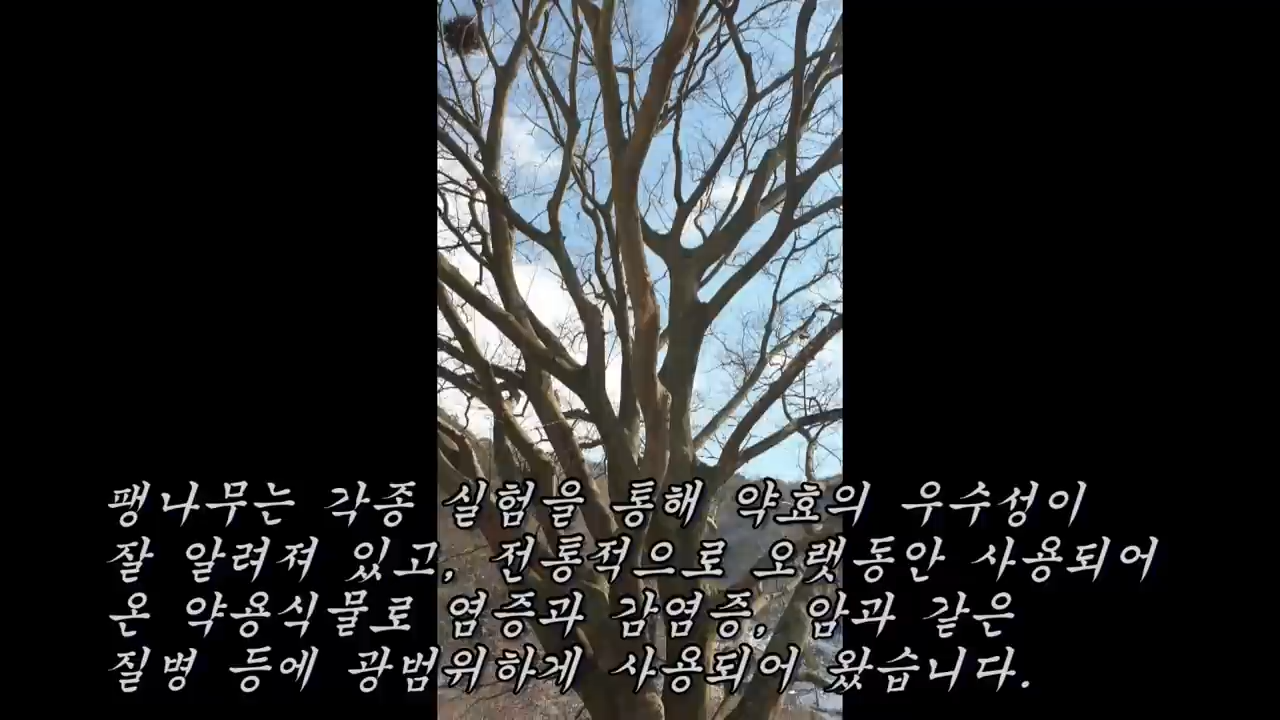 팽나무는 각종 실험을 통해 약효의 우수성이
잘 알려져 있고, 전통적으로 오랫동안 사용되어
온 약용식물로 염증과 감염증, 암과 같은
질병 등에 광범위하게 사용되어 왔습니다.